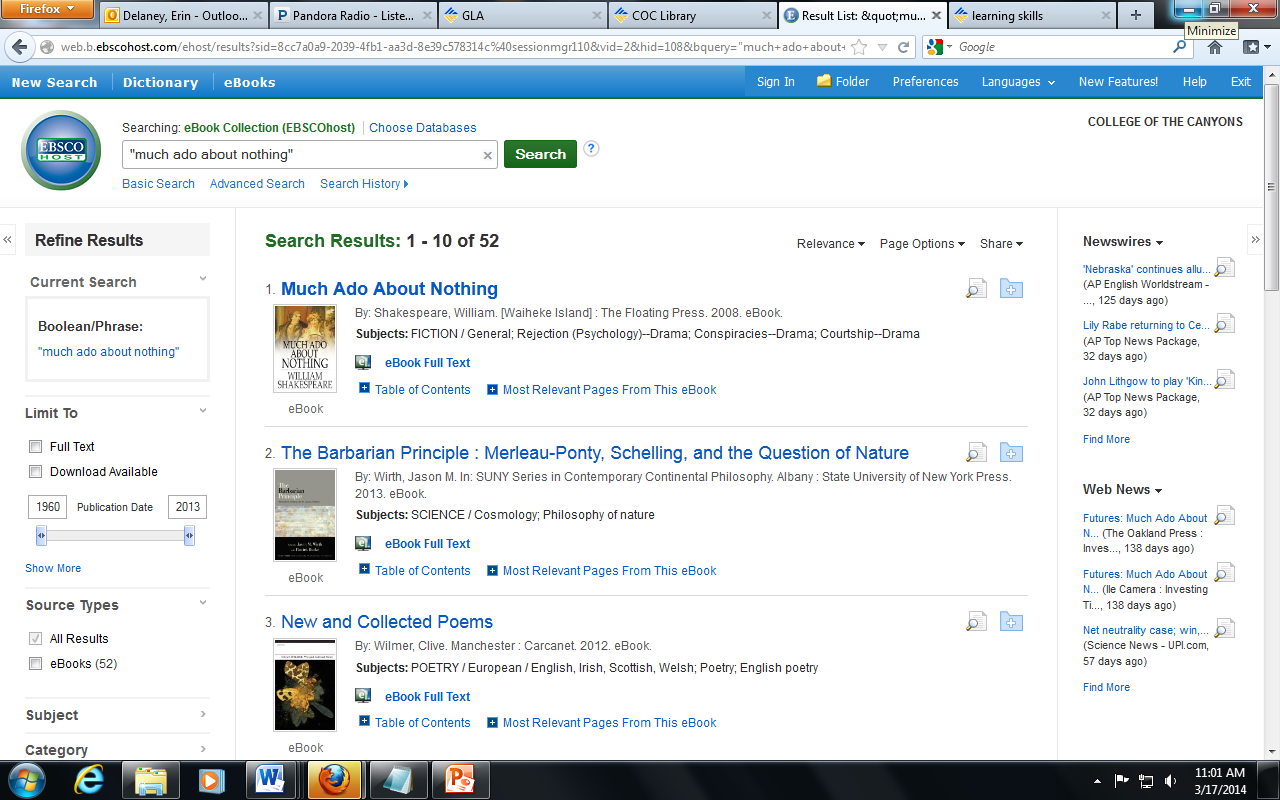 Firefox
Delaney, Erin - Outloo...
Pandora Radio - Liste...
GLA
COC Library
Result List: &quot;mu...
learning skills
Minimize
web.b.ebscohost.com/ehost/results?sid=8cc7a0a9-2039-4fb1-aa3d-8e39c578314c%40sessionmgr110&vid=2&hid=108&bquery="much+ado+about+
Google
New Search
Dictionary
eBooks
Sign In
Folder
Preferences
Languages
New Features!
Help
Exit
EBSCO
HOST
Searching: eBook Collection (EBSCOhost)
Choose Databases
COLLEGE OF THE CANYONS
"much ado about nothing"
Search
Basic Search
Advanced Search
Search History
Refine Results
Current Search
Boolean/Phrase:
"much ado about nothing"
Limit To
Full Text
Download Available
1960
Publication Date
2013
Show More
Source Types
All Results
eBooks (52)
Subject
Category
Search Results: 1 - 10 of 52
Relevance
Page Options
Share
1. Much Ado About Nothing
By: Shakespeare, William. [Waiheke Island] : The Floating Press. 2008. eBook.
Subjects: FICTION / General; Rejection (Psychology)--Drama; Conspiracies--Drama; Courtship--Drama
MUCH ADO
ABOUT
NOTHING
WILLIAM
SHAKESPEARE
eBook Full Text
Table of Contents
Most Relevant Pages From This eBook
eBook
2. The Barbarian Principle : Merleau-Ponty, Schelling, and the Question of Nature
By: Wirth, Jason M. In: SUNY Series in Contemporary Continental Philosophy. Albany : State University of New York Press.
2013. eBook.
Subjects: SCIENCE / Cosmology; Philosophy of nature
The
Barbarian
Principle
eBook Full Text
Table of Contents
Most Relevant Pages From This eBook
eBook
3. New and Collected Poems
By: Wilmer, Clive. Manchester : Carcanet. 2012. eBook.
Subjects: POETRY / European / English, Irish, Scottish, Welsh; Poetry; English poetry
eBook Full Text
Table of Contents
Most Relevant Pages From This eBook
eBook
Newswires
'Nebraska' continues allu...
(AP English Worldstream -
..., 125 days ago)
Lily Rabe returning to Ce...
(AP Top News Package,
32 days ago)
John Lithgow to play 'Kin...
(AP Top News Package,
32 days ago)
Find More
Web News
Futures: Much Ado About
N... (The Oakland Press :
Inves..., 138 days ago)
Futures: Much Ado About
N... (Ile Camera : Investing
Ti..., 138 days ago)
Net neutrality case; win,...
(Science News - UPI.com,
57 days ago)
Find More
11:01 AM
3/17/2014